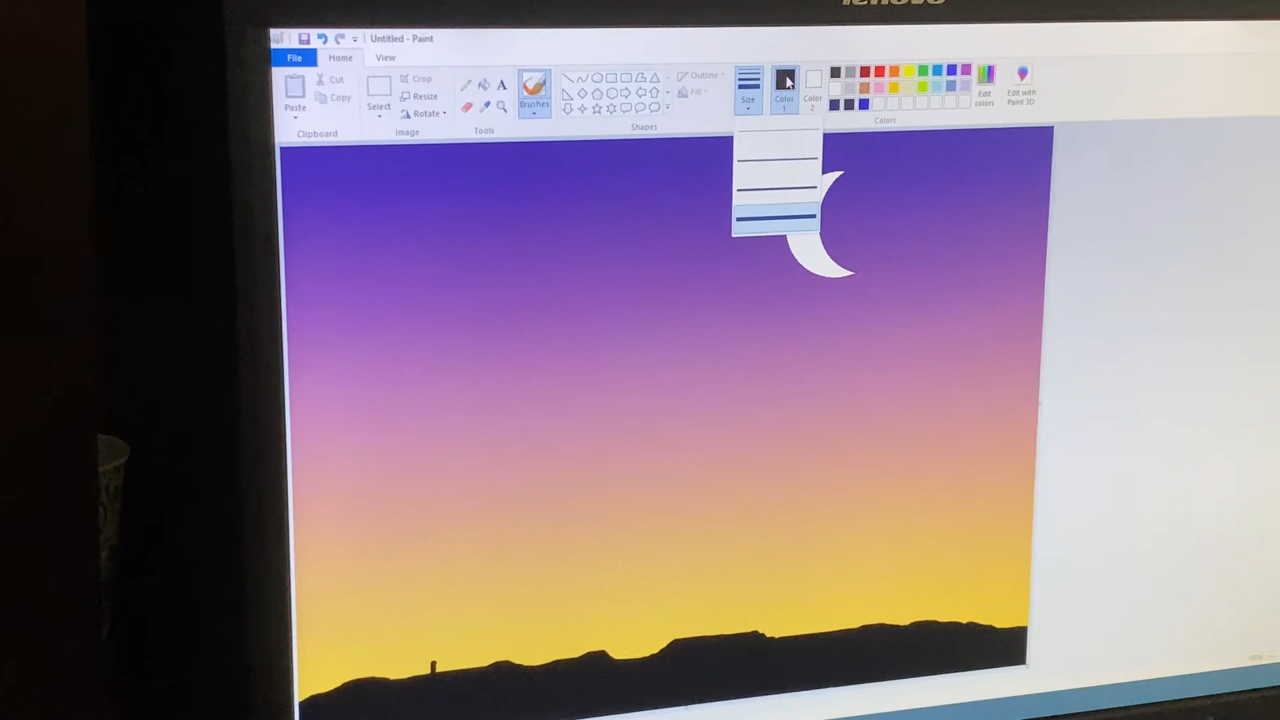 lenovo
Untitled - Paint
File Home View
Paste
Cut
Copy
Clipboard
Select
Crop
Resize
Rotate
Image
A
Tools
Brushes
Outline
Fill
Shapes
Size
Color 1
Color 2
Colors
Edit colors
Edit with Paint 3D